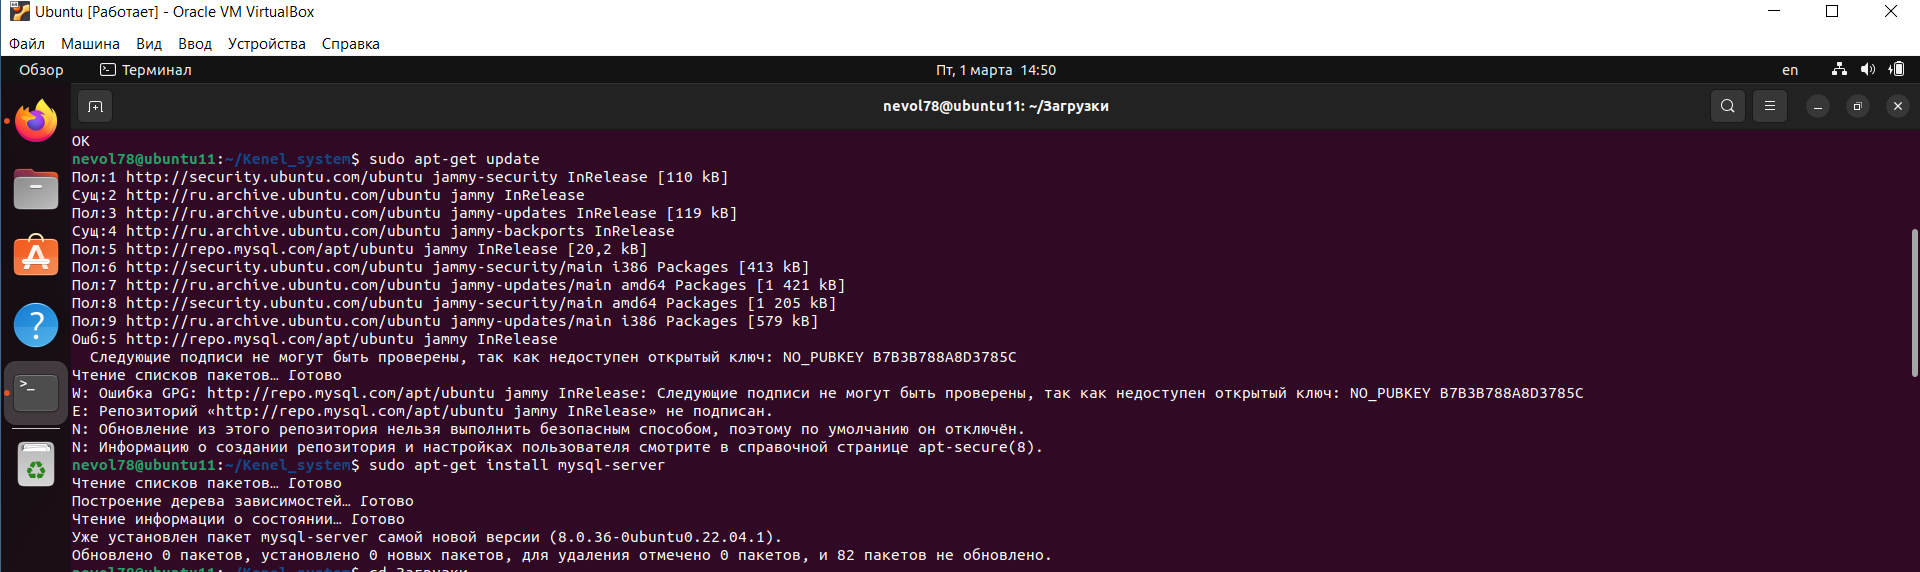 Ubuntu [Работает] - Oracle VM VirtualBox
Файл Машина Вид Ввод Устройства Справка
Обзор Терминал Пт, 1 марта 14:50 en
nevol78@ubuntu11: ~/Загрузки
OK
nevol78@ubuntu11:~/Kenel_system$ sudo apt-get update
Пол:1 http://security.ubuntu.com/ubuntu jammy-security InRelease [110 kB]
Сущ:2 http://ru.archive.ubuntu.com/ubuntu jammy InRelease
Пол:3 http://ru.archive.ubuntu.com/ubuntu jammy-updates InRelease [119 kB]
Сущ:4 http://ru.archive.ubuntu.com/ubuntu jammy-backports InRelease
Пол:5 http://repo.mysql.com/apt/ubuntu jammy InRelease [20,2 kB]
Пол:6 http://security.ubuntu.com/ubuntu jammy-security/main i386 Packages [413 kB]
Пол:7 http://ru.archive.ubuntu.com/ubuntu jammy-updates/main amd64 Packages [1 421 kB]
Пол:8 http://security.ubuntu.com/ubuntu jammy-security/main amd64 Packages [1 205 kB]
Пол:9 http://ru.archive.ubuntu.com/ubuntu jammy-updates/main i386 Packages [579 kB]
Ошб:5 http://repo.mysql.com/apt/ubuntu jammy InRelease
Следующие подписи не могут быть проверены, так как недоступен открытый ключ: NO_PUBKEY B7B3B788A8D3785C
Чтение списков пакетов… Готово
W: Ошибка GPG: http://repo.mysql.com/apt/ubuntu jammy InRelease: Следующие подписи не могут быть проверены, так как недоступен открытый ключ: NO_PUBKEY B7B3B788A8D3785C
E: Репозиторий «http://repo.mysql.com/apt/ubuntu jammy InRelease» не подписан.
N: Обновление из этого репозитория нельзя выполнить безопасным способом, поэтому по умолчанию он отключён.
N: Информацию о создании репозитория и настройках пользователя смотрите в справочной странице apt-secure(8).
nevol78@ubuntu11:~/Kenel_system$ sudo apt-get install mysql-server
Чтение списков пакетов… Готово
Построение дерева зависимостей… Готово
Чтение информации о состоянии… Готово
Уже установлен пакет mysql-server самой новой версии (8.0.36-0ubuntu0.22.04.1).
Обновлено 0 пакетов, установлено 0 новых пакетов, для удаления отмечено 0 пакетов, и 82 пакетов не обновлено.
nevol78@ubuntu11:~/Kenel_system$ cd Загрузки